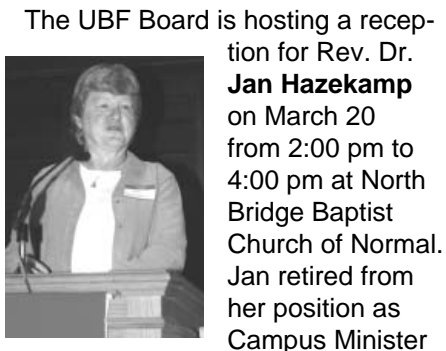 The UBF Board is hosting a recep-
tion for Rev. Dr.
Jan Hazekamp
on March 20
from 2:00 pm to
4:00 pm at North
Bridge Baptist
Church of Normal.
Jan retired from
her position as
Campus Minister